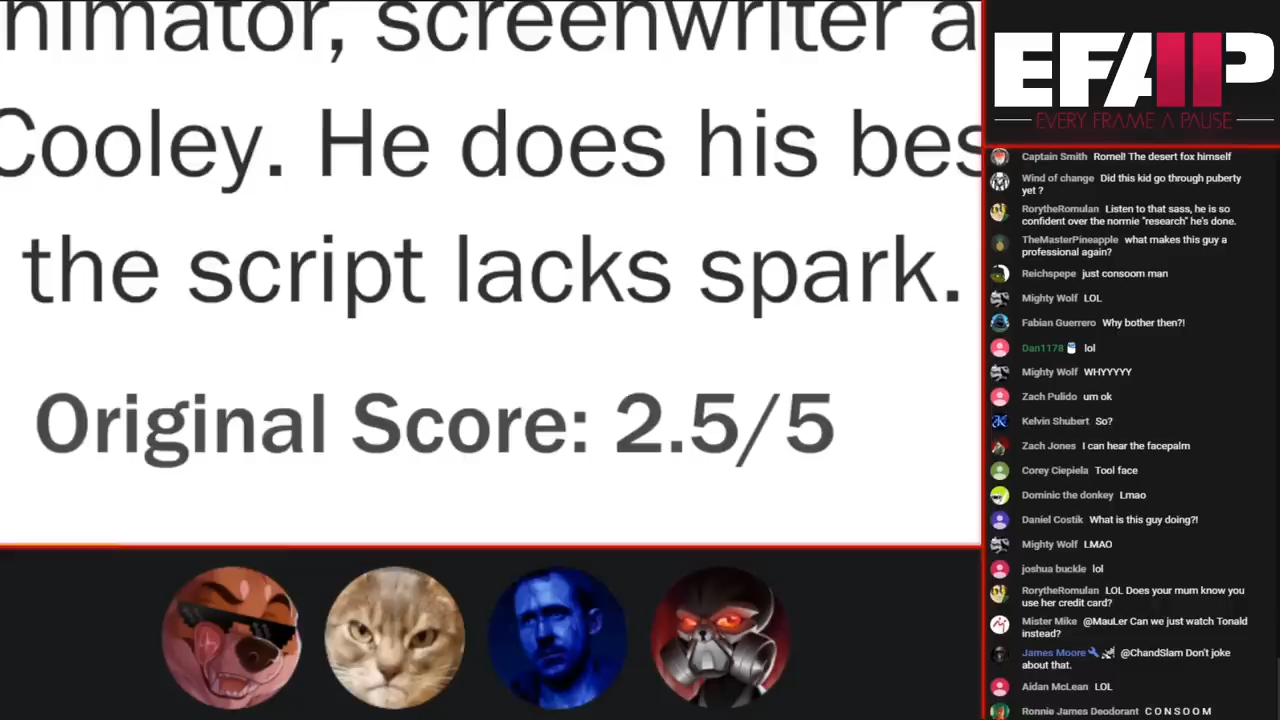 nimator, screenwriter a
Cooley. He does his bes
the script lacks spark.
Original Score: 2.5/5
EFAP
EVERY FRAME A PAUSE
Captain Smith Romel! The desert fox himself
Wind of change Did this kid go through puberty
yet ?
RorytheRomulan Listen to that sass, he is so
confident over the normie "research" he's done.
TheMasterPineapple what makes this guy a
professional again?
Reichspepe just consoom man
Mighty Wolf LOL
Fabian Guerrero Why bother then?!
Dan1178 lol
Mighty Wolf WHYYYYY
Zach Pulido um ok
Kelvin Shubert So?
Zach Jones I can hear the facepalm
Corey Ciepiela Tool face
Dominic the donkey Lmao
Daniel Costik What is this guy doing?!
Mighty Wolf LMAO
joshua buckle lol
RorytheRomulan LOL Does your mum know you
use her credit card?
Mister Mike @MauLer Can we just watch Tonald
instead?
James Moore @ChandSlam Don't joke
about that.
Aidan McLean LOL
Ronnie James Deodorant C O N S O O M